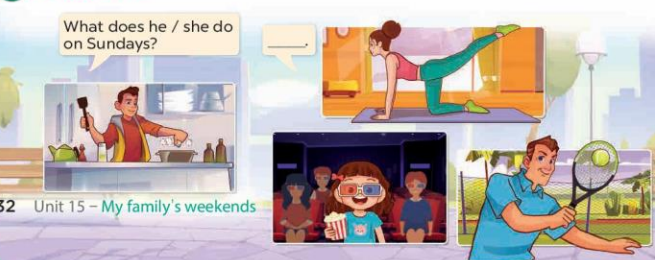 What does he / she do
on Sundays?
_____.
32 Unit 15 – My family's weekends